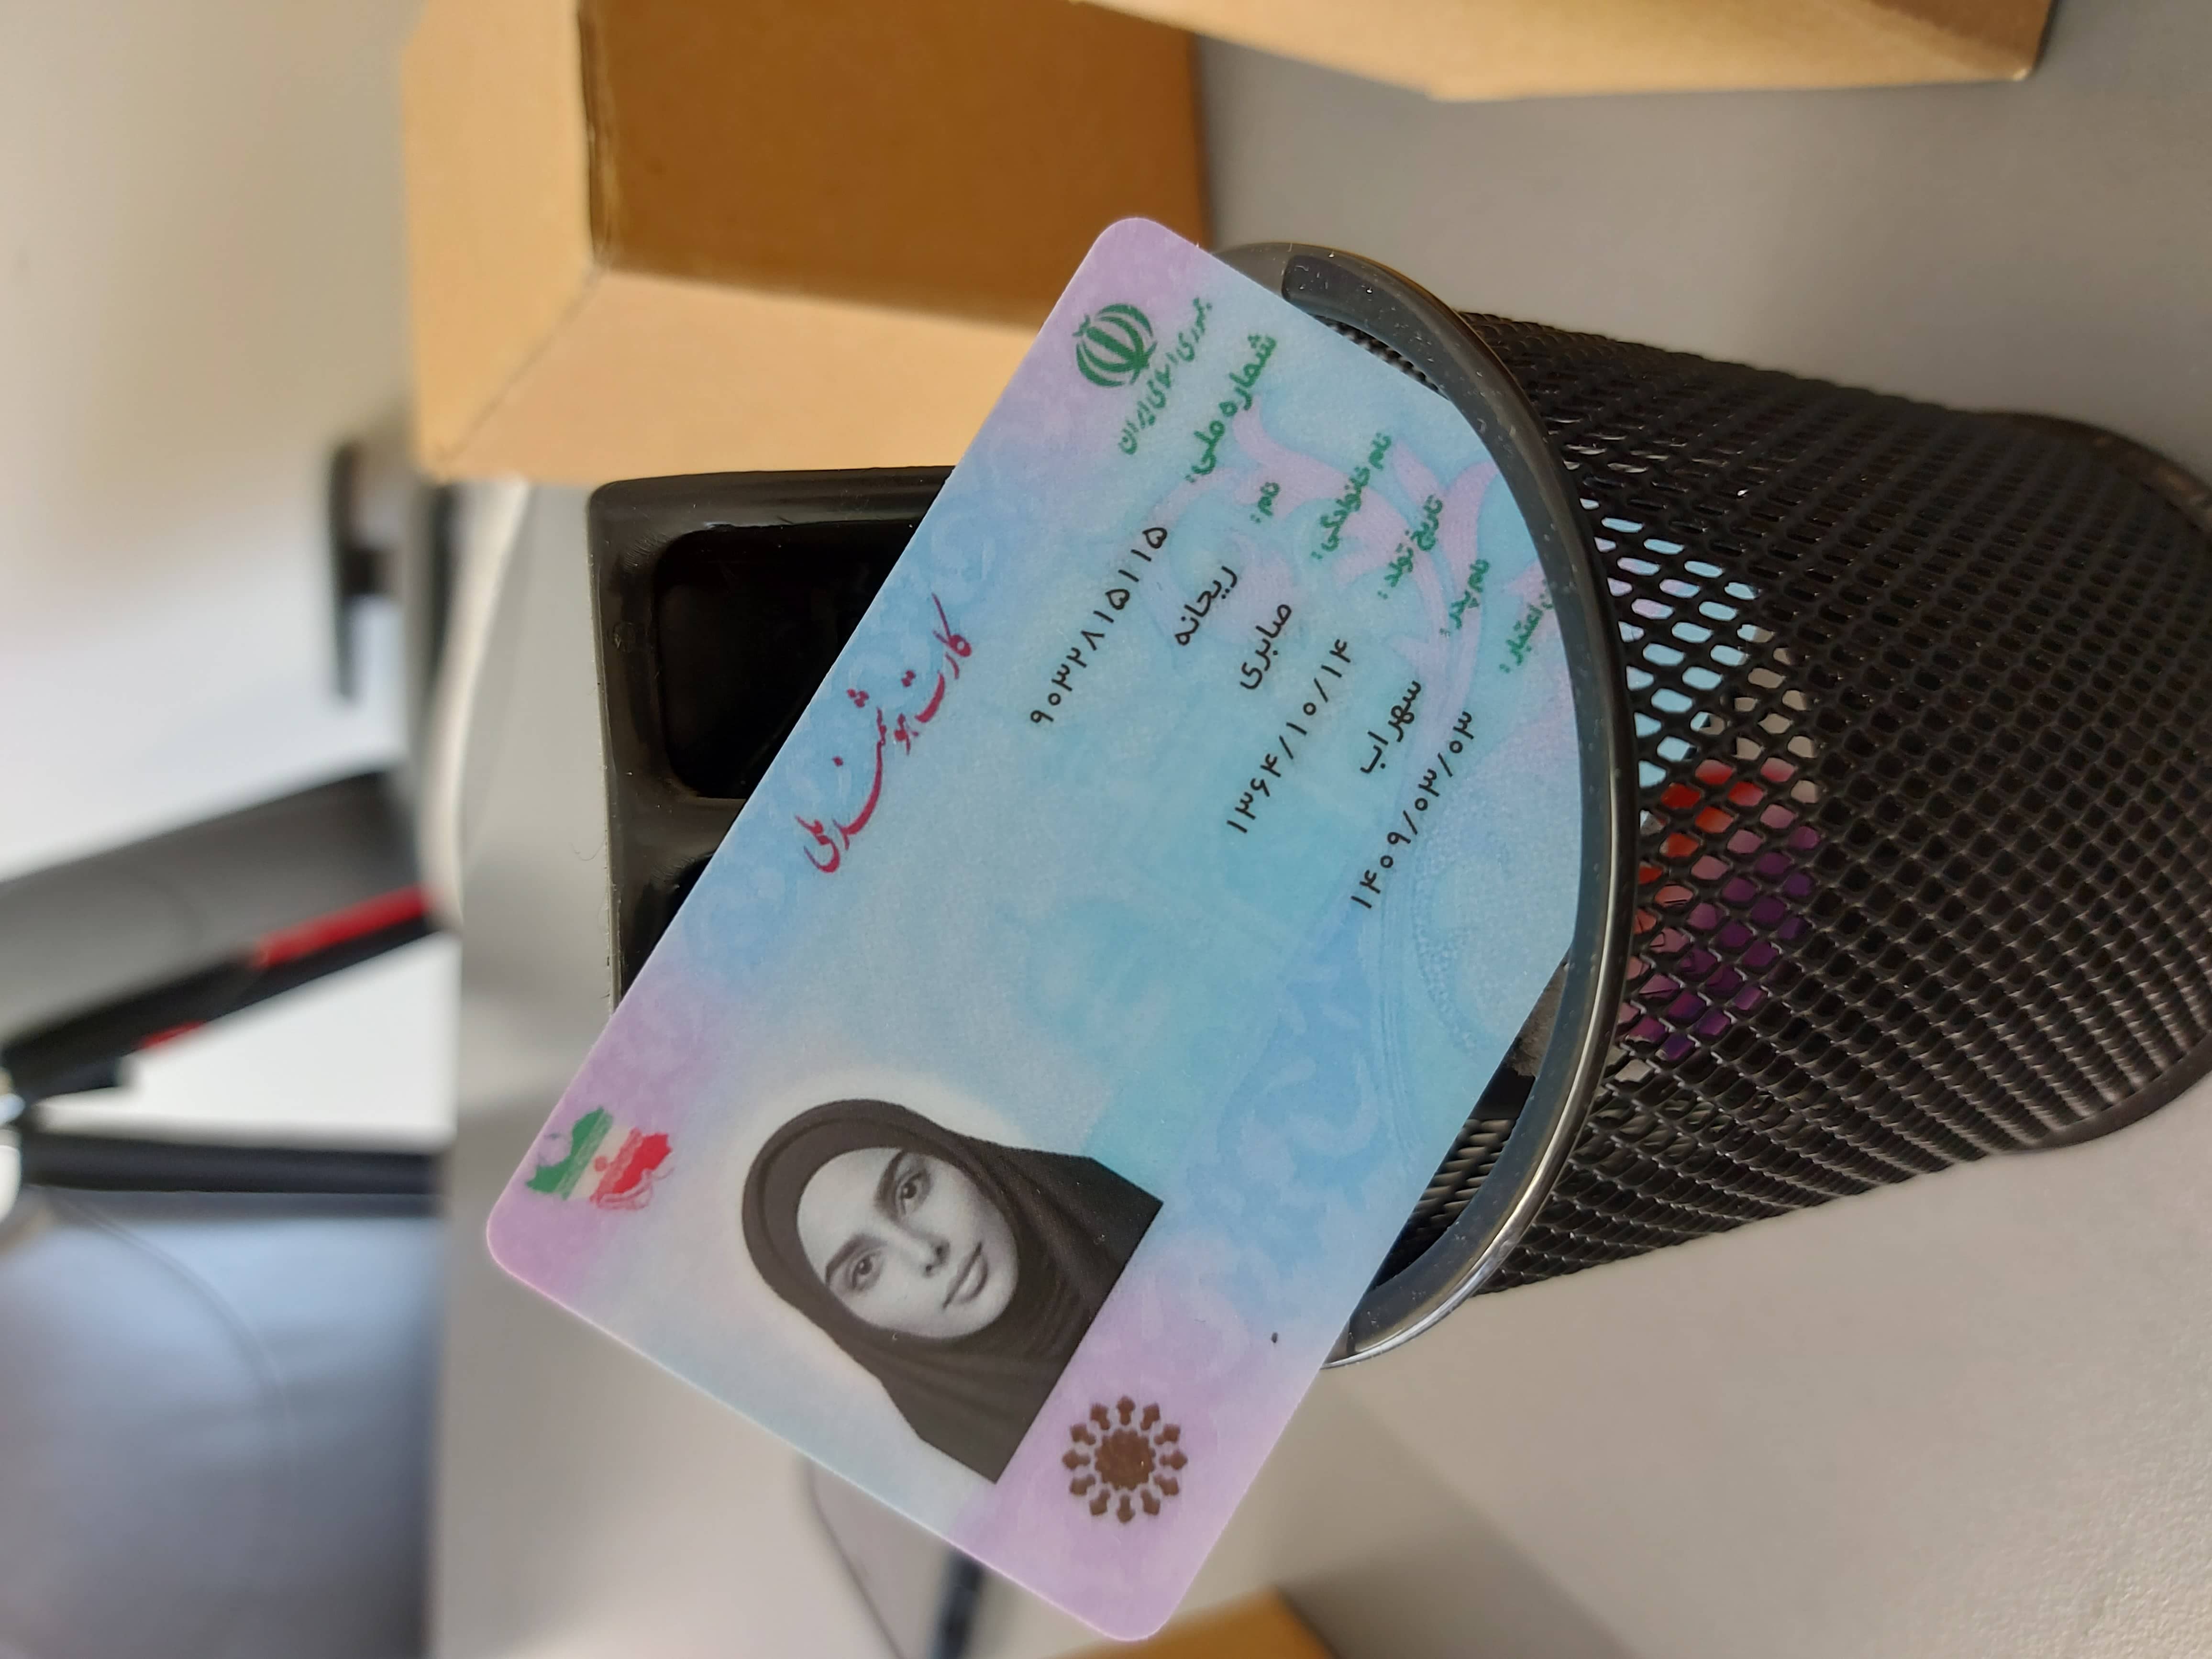 جمهوری اسلامی ایران
کارت هوشمند ملی
شماره ملی: ۹۰۳۲۸۱۵۱۱۵
نام: ریحانه
نام خانوادگی: صابری
تاریخ تولد: ۱۳۶۴/۱۰/۱۴
نام پدر: سهراب
اعتبار: ۱۴۰۹/۰۳/۰۳